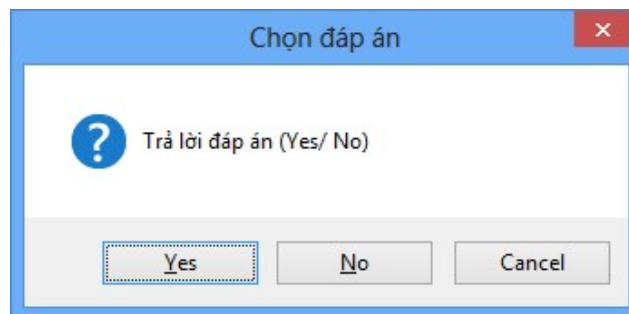 Chọn đáp án
Trả lời đáp án (Yes/ No)
Yes No Cancel